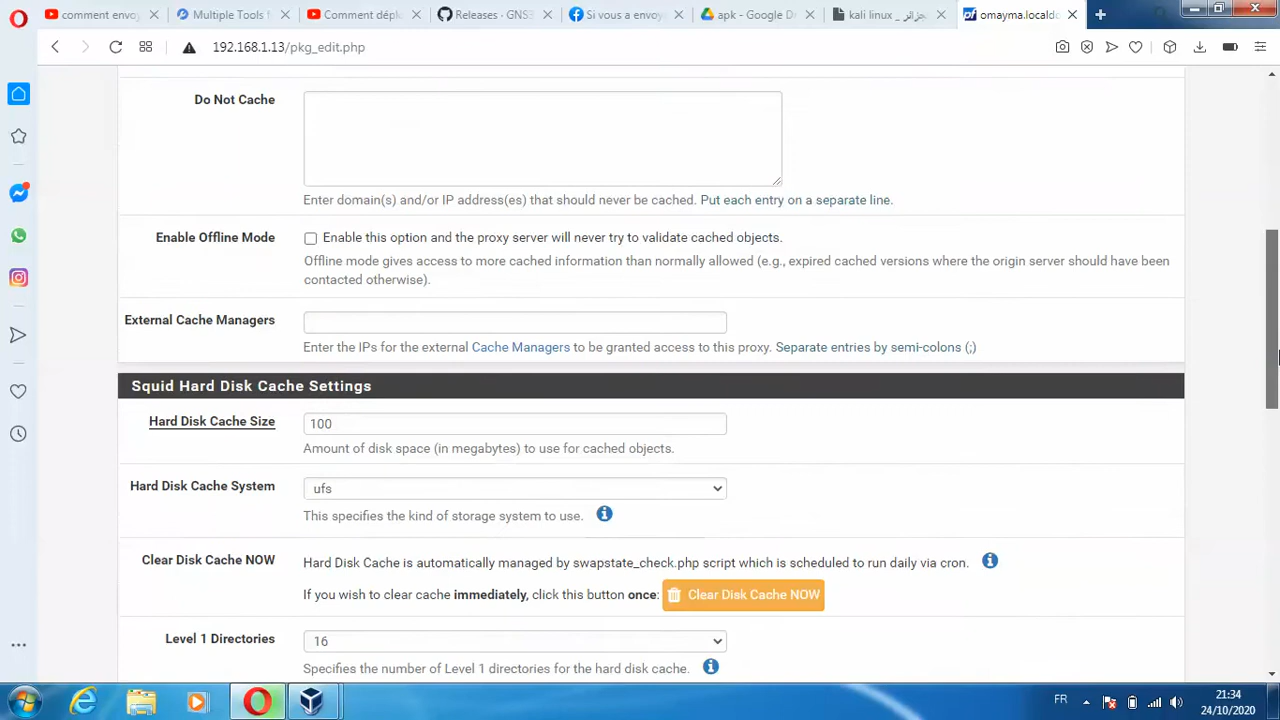 comment envoy
Multiple Tools
Comment dépl
Releases · GNS
Si vous a envoy
apk - Google D
kali linux _ جزائر
omayma.localdo
192.168.1.13/pkg_edit.php
Do Not Cache
Enter domain(s) and/or IP address(es) that should never be cached. Put each entry on a separate line.
Enable Offline Mode
Enable this option and the proxy server will never try to validate cached objects.
Offline mode gives access to more cached information than normally allowed (e.g., expired cached versions where the origin server should have been
contacted otherwise).
External Cache Managers
Enter the IPs for the external Cache Managers to be granted access to this proxy. Separate entries by semi-colons (;)
Squid Hard Disk Cache Settings
Hard Disk Cache Size
100
Amount of disk space (in megabytes) to use for cached objects.
Hard Disk Cache System
ufs
This specifies the kind of storage system to use.
Clear Disk Cache NOW
Hard Disk Cache is automatically managed by swapstate_check.php script which is scheduled to run daily via cron.
If you wish to clear cache immediately, click this button once: Clear Disk Cache NOW
Level 1 Directories
16
Specifies the number of Level 1 directories for the hard disk cache.
FR
21:34
24/10/2020